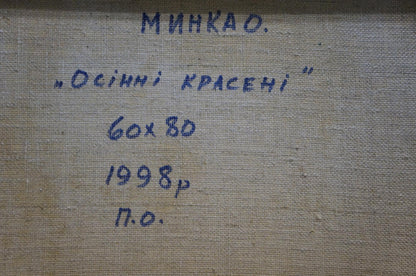 МИНКА О.
„Осінні красені"
60х80
1998р
п.о.